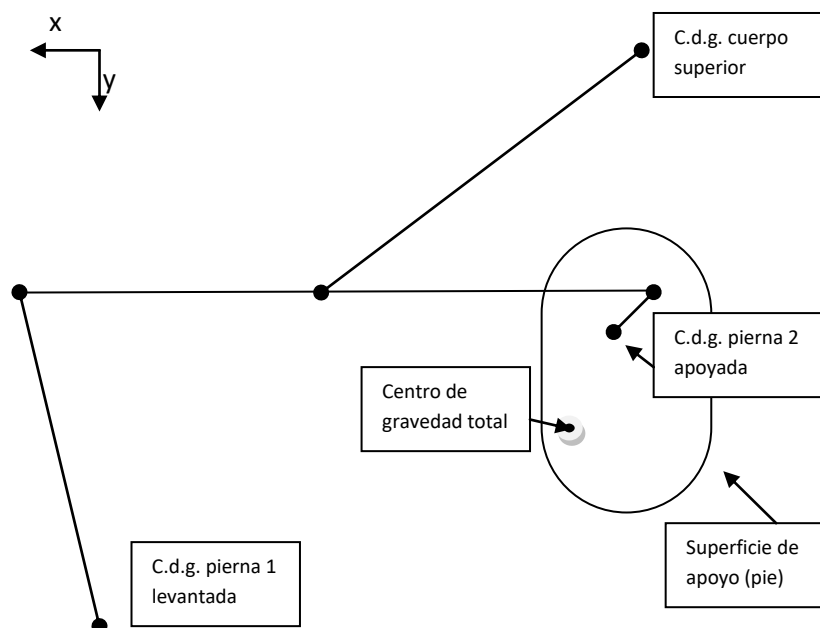 x
y
C.d.g. cuerpo
superior
C.d.g. pierna 2
apoyada
Centro de
gravedad total
C.d.g. pierna 1
levantada
Superficie de
apoyo (pie)